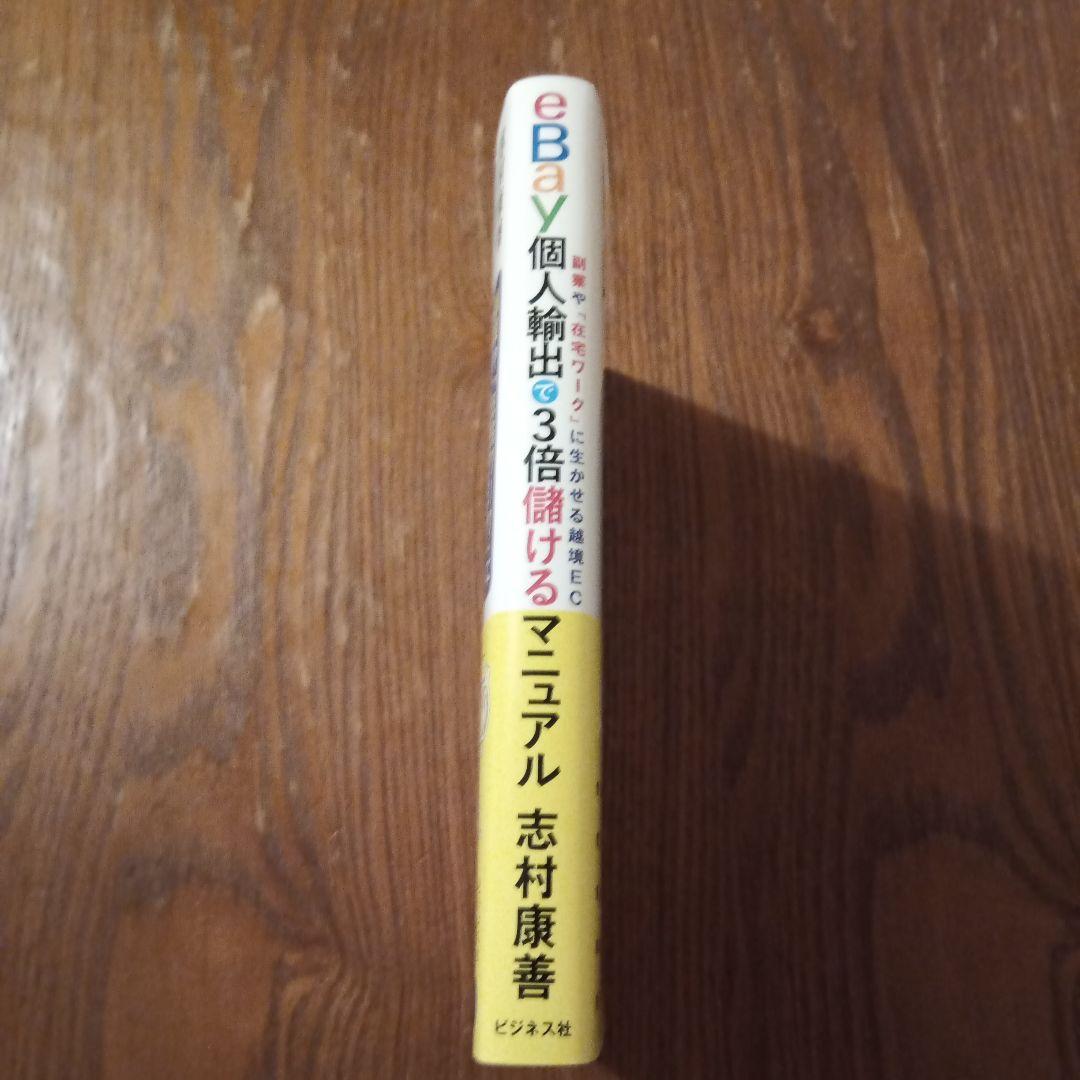 副業や「在宅ワーク」に生かせる越境EC
eBay個人輸出で3倍儲けるマニュアル
志村康善
ビジネス社